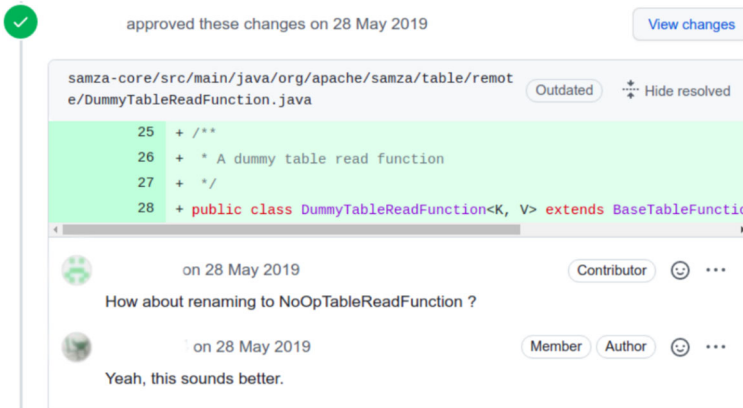 approved these changes on 28 May 2019
View changes
samza-core/src/main/java/org/apache/samza/table/remot
e/DummyTableReadFunction.java
Outdated
Hide resolved
25 + /**
26 + * A dummy table read function
27 + */
28 + public class DummyTableReadFunction<K, V> extends BaseTableFunctio
on 28 May 2019
Contributor
How about renaming to NoOpTableReadFunction ?
on 28 May 2019
Member
Author
Yeah, this sounds better.